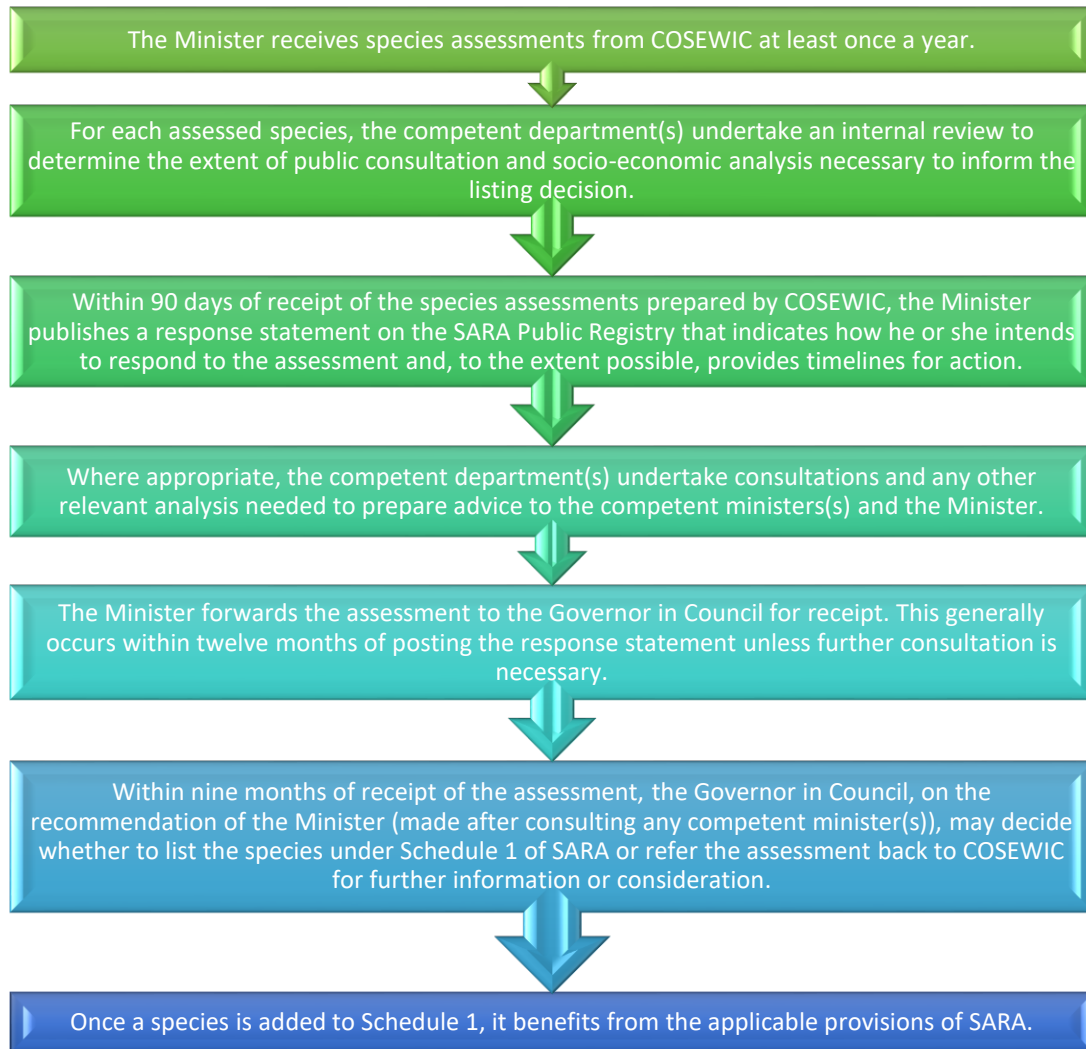 The Minister receives species assessments from COSEWIC at least once a year.
For each assessed species, the competent department(s) undertake an internal review to
determine the extent of public consultation and socio-economic analysis necessary to inform the
listing decision.
Within 90 days of receipt of the species assessments prepared by COSEWIC, the Minister
publishes a response statement on the SARA Public Registry that indicates how he or she intends
to respond to the assessment and, to the extent possible, provides timelines for action.
Where appropriate, the competent department(s) undertake consultations and any other
relevant analysis needed to prepare advice to the competent ministers(s) and the Minister.
The Minister forwards the assessment to the Governor in Council for receipt. This generally
occurs within twelve months of posting the response statement unless further consultation is
necessary.
Within nine months of receipt of the assessment, the Governor in Council, on the
recommendation of the Minister (made after consulting any competent minister(s)), may decide
whether to list the species under Schedule 1 of SARA or refer the assessment back to COSEWIC
for further information or consideration.
Once a species is added to Schedule 1, it benefits from the applicable provisions of SARA.